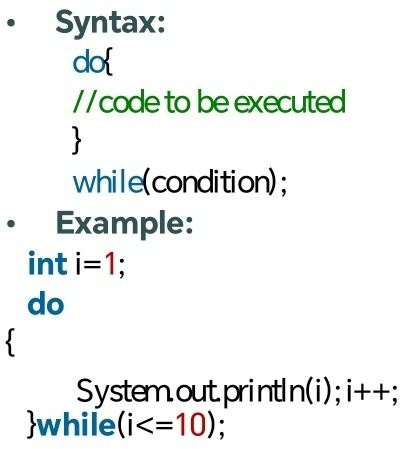 • Syntax:
do{
//code to be executed
}
while(condition);
• Example:
int i=1;
do
{
System.out.println(i); i++;
}while(i<=10);